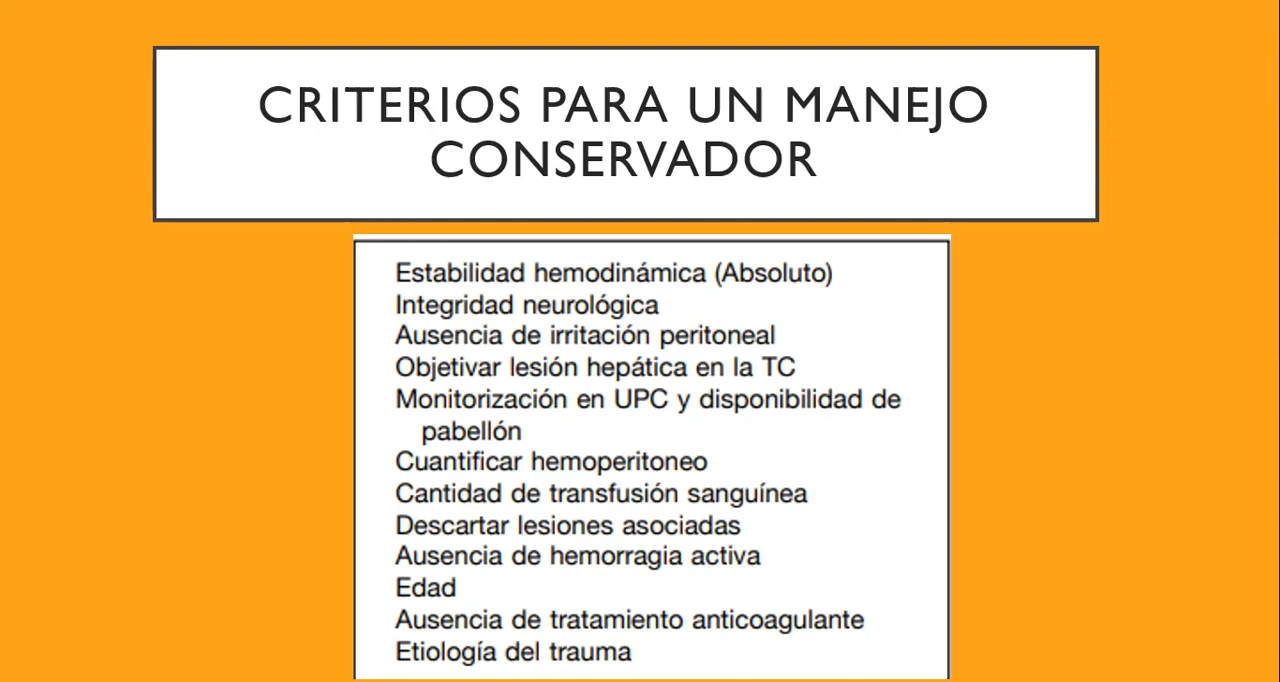 CRITERIOS PARA UN MANEJO
CONSERVADOR
Estabilidad hemodinámica (Absoluto)
Integridad neurológica
Ausencia de irritación peritoneal
Objetivar lesión hepática en la TC
Monitorización en UPC y disponibilidad de
pabellón
Cuantificar hemoperitoneo
Cantidad de transfusión sanguínea
Descartar lesiones asociadas
Ausencia de hemorragia activa
Edad
Ausencia de tratamiento anticoagulante
Etiología del trauma